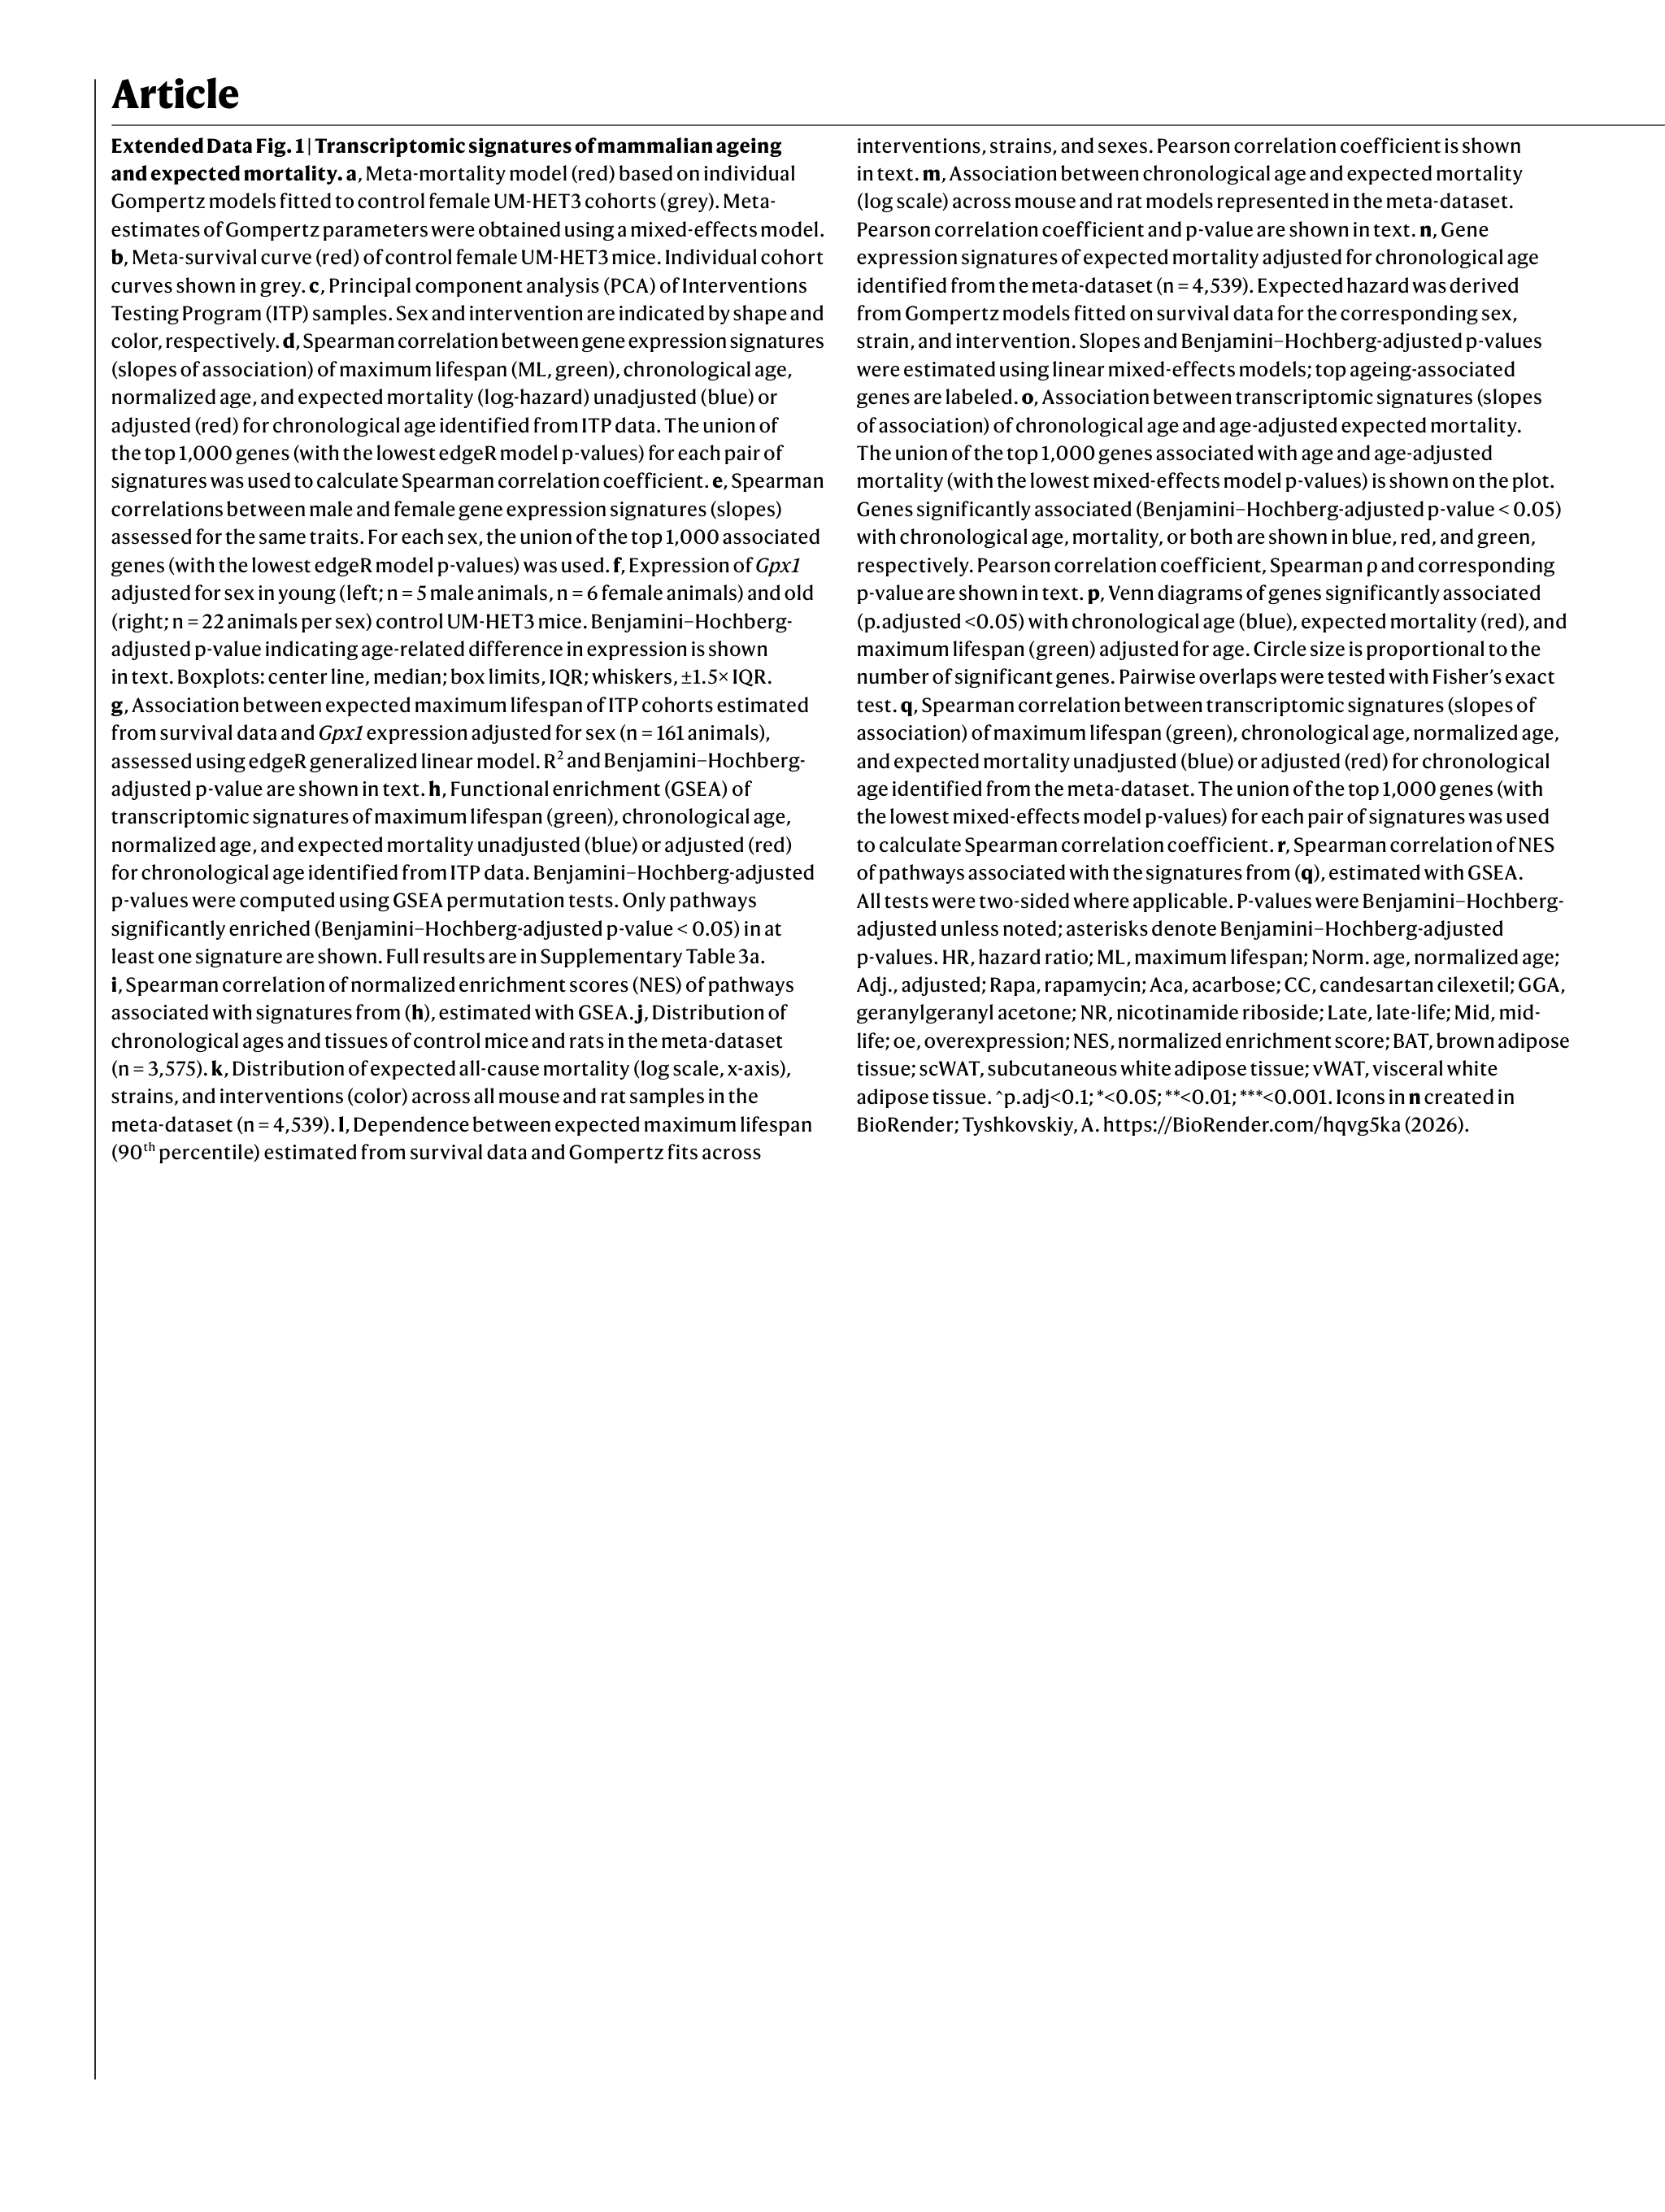 Article
Extended Data Fig. 1 | Transcriptomic signatures of mammalian ageing
and expected mortality. a, Meta-mortality model (red) based on individual
Gompertz models fitted to control female UM-HET3 cohorts (grey). Meta-
estimates of Gompertz parameters were obtained using a mixed-effects model.
b, Meta-survival curve (red) of control female UM-HET3 mice. Individual cohort
curves shown in grey. c, Principal component analysis (PCA) of Interventions
Testing Program (ITP) samples. Sex and intervention are indicated by shape and
color, respectively. d, Spearman correlation between gene expression signatures
(slopes of association) of maximum lifespan (ML, green), chronological age,
normalized age, and expected mortality (log-hazard) unadjusted (blue) or
adjusted (red) for chronological age identified from ITP data. The union of
the top 1,000 genes (with the lowest edgeR model p-values) for each pair of
signatures was used to calculate Spearman correlation coefficient. e, Spearman
correlations between male and female gene expression signatures (slopes)
assessed for the same traits. For each sex, the union of the top 1,000 associated
genes (with the lowest edgeR model p-values) was used. f, Expression of Gpx1
adjusted for sex in young (left; n = 5 male animals, n = 6 female animals) and old
(right; n = 22 animals per sex) control UM-HET3 mice. Benjamini–Hochberg-
adjusted p-value indicating age-related difference in expression is shown
in text. Boxplots: center line, median; box limits, IQR; whiskers, ±1.5× IQR.
g, Association between expected maximum lifespan of ITP cohorts estimated
from survival data and Gpx1 expression adjusted for sex (n = 161 animals),
assessed using edgeR generalized linear model. R² and Benjamini–Hochberg-
adjusted p-value are shown in text. h, Functional enrichment (GSEA) of
transcriptomic signatures of maximum lifespan (green), chronological age,
normalized age, and expected mortality unadjusted (blue) or adjusted (red)
for chronological age identified from ITP data. Benjamini–Hochberg-adjusted
p-values were computed using GSEA permutation tests. Only pathways
significantly enriched (Benjamini–Hochberg-adjusted p-value < 0.05) in at
least one signature are shown. Full results are in Supplementary Table 3a.
i, Spearman correlation of normalized enrichment scores (NES) of pathways
associated with signatures from (h), estimated with GSEA. j, Distribution of
chronological ages and tissues of control mice and rats in the meta-dataset
(n = 3,575). k, Distribution of expected all-cause mortality (log scale, x-axis),
strains, and interventions (color) across all mouse and rat samples in the
meta-dataset (n = 4,539). l, Dependence between expected maximum lifespan
(90th percentile) estimated from survival data and Gompertz fits across
interventions, strains, and sexes. Pearson correlation coefficient is shown
in text. m, Association between chronological age and expected mortality
(log scale) across mouse and rat models represented in the meta-dataset.
Pearson correlation coefficient and p-value are shown in text. n, Gene
expression signatures of expected mortality adjusted for chronological age
identified from the meta-dataset (n = 4,539). Expected hazard was derived
from Gompertz models fitted on survival data for the corresponding sex,
strain, and intervention. Slopes and Benjamini–Hochberg-adjusted p-values
were estimated using linear mixed-effects models; top ageing-associated
genes are labeled. o, Association between transcriptomic signatures (slopes
of association) of chronological age and age-adjusted expected mortality.
The union of the top 1,000 genes associated with age and age-adjusted
mortality (with the lowest mixed-effects model p-values) is shown on the plot.
Genes significantly associated (Benjamini–Hochberg-adjusted p-value < 0.05)
with chronological age, mortality, or both are shown in blue, red, and green,
respectively. Pearson correlation coefficient, Spearman ρ and corresponding
p-value are shown in text. p, Venn diagrams of genes significantly associated
(p.adjusted <0.05) with chronological age (blue), expected mortality (red), and
maximum lifespan (green) adjusted for age. Circle size is proportional to the
number of significant genes. Pairwise overlaps were tested with Fisher’s exact
test. q, Spearman correlation between transcriptomic signatures (slopes of
association) of maximum lifespan (green), chronological age, normalized age,
and expected mortality unadjusted (blue) or adjusted (red) for chronological
age identified from the meta-dataset. The union of the top 1,000 genes (with
the lowest mixed-effects model p-values) for each pair of signatures was used
to calculate Spearman correlation coefficient. r, Spearman correlation of NES
of pathways associated with the signatures from (q), estimated with GSEA.
All tests were two-sided where applicable. P-values were Benjamini–Hochberg-
adjusted unless noted; asterisks denote Benjamini–Hochberg-adjusted
p-values. HR, hazard ratio; ML, maximum lifespan; Norm. age, normalized age;
Adj., adjusted; Rapa, rapamycin; Aca, acarbose; CC, candesartan cilexetil; GGA,
geranylgeranyl acetone; NR, nicotinamide riboside; Late, late-life; Mid, mid-
life; oe, overexpression; NES, normalized enrichment score; BAT, brown adipose
tissue; scWAT, subcutaneous white adipose tissue; vWAT, visceral white
adipose tissue. ^p.adj<0.1; *<0.05; **<0.01; ***<0.001. Icons in n created in
BioRender; Tyshkovskiy, A. https://BioRender.com/hqvg5ka (2026).